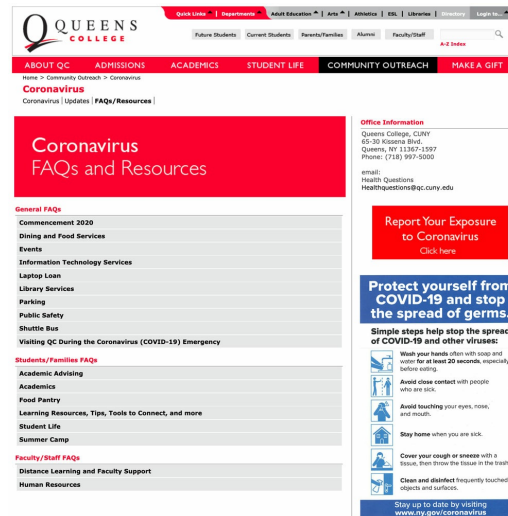 QUEENS
COLLEGE
Quick Links | Departments | Adult Education | Arts | Athletics | ESL | Libraries | Directory Login to...
Future Students Current Students Parents/Families Alumni Faculty/Staff
A-Z Index
ABOUT QC ADMISSIONS ACADEMICS STUDENT LIFE COMMUNITY OUTREACH MAKE A GIFT
Home > Community Outreach > Coronavirus
Coronavirus
Coronavirus | Updates | FAQs/Resources |
Coronavirus
FAQs and Resources
General FAQs
Commencement 2020
Dining and Food Services
Events
Information Technology Services
Laptop Loan
Library Services
Parking
Public Safety
Shuttle Bus
Visiting QC During the Coronavirus (COVID-19) Emergency
Students/Families FAQs
Academic Advising
Academics
Food Pantry
Learning Resources, Tips, Tools to Connect, and more
Student Life
Summer Camp
Faculty/Staff FAQs
Distance Learning and Faculty Support
Human Resources
Office Information
Queens College, CUNY
65-30 Kissena Blvd.
Queens, NY 11367-1597
Phone: (718) 997-5000
email:
Health Questions
Healthquestions@qc.cuny.edu
Report Your Exposure
to Coronavirus
Click here
Protect yourself from
COVID-19 and stop
the spread of germs.
Simple steps help stop the spread
of COVID-19 and other viruses:
Wash your hands often with soap and
water for at least 20 seconds, especially
before eating.
Avoid close contact with people
who are sick.
Avoid touching your eyes, nose,
and mouth.
Stay home when you are sick.
Cover your cough or sneeze with a
tissue, then throw the tissue in the trash
Clean and disinfect frequently touched
objects and surfaces.
Stay up to date by visiting
www.ny.gov/coronavirus